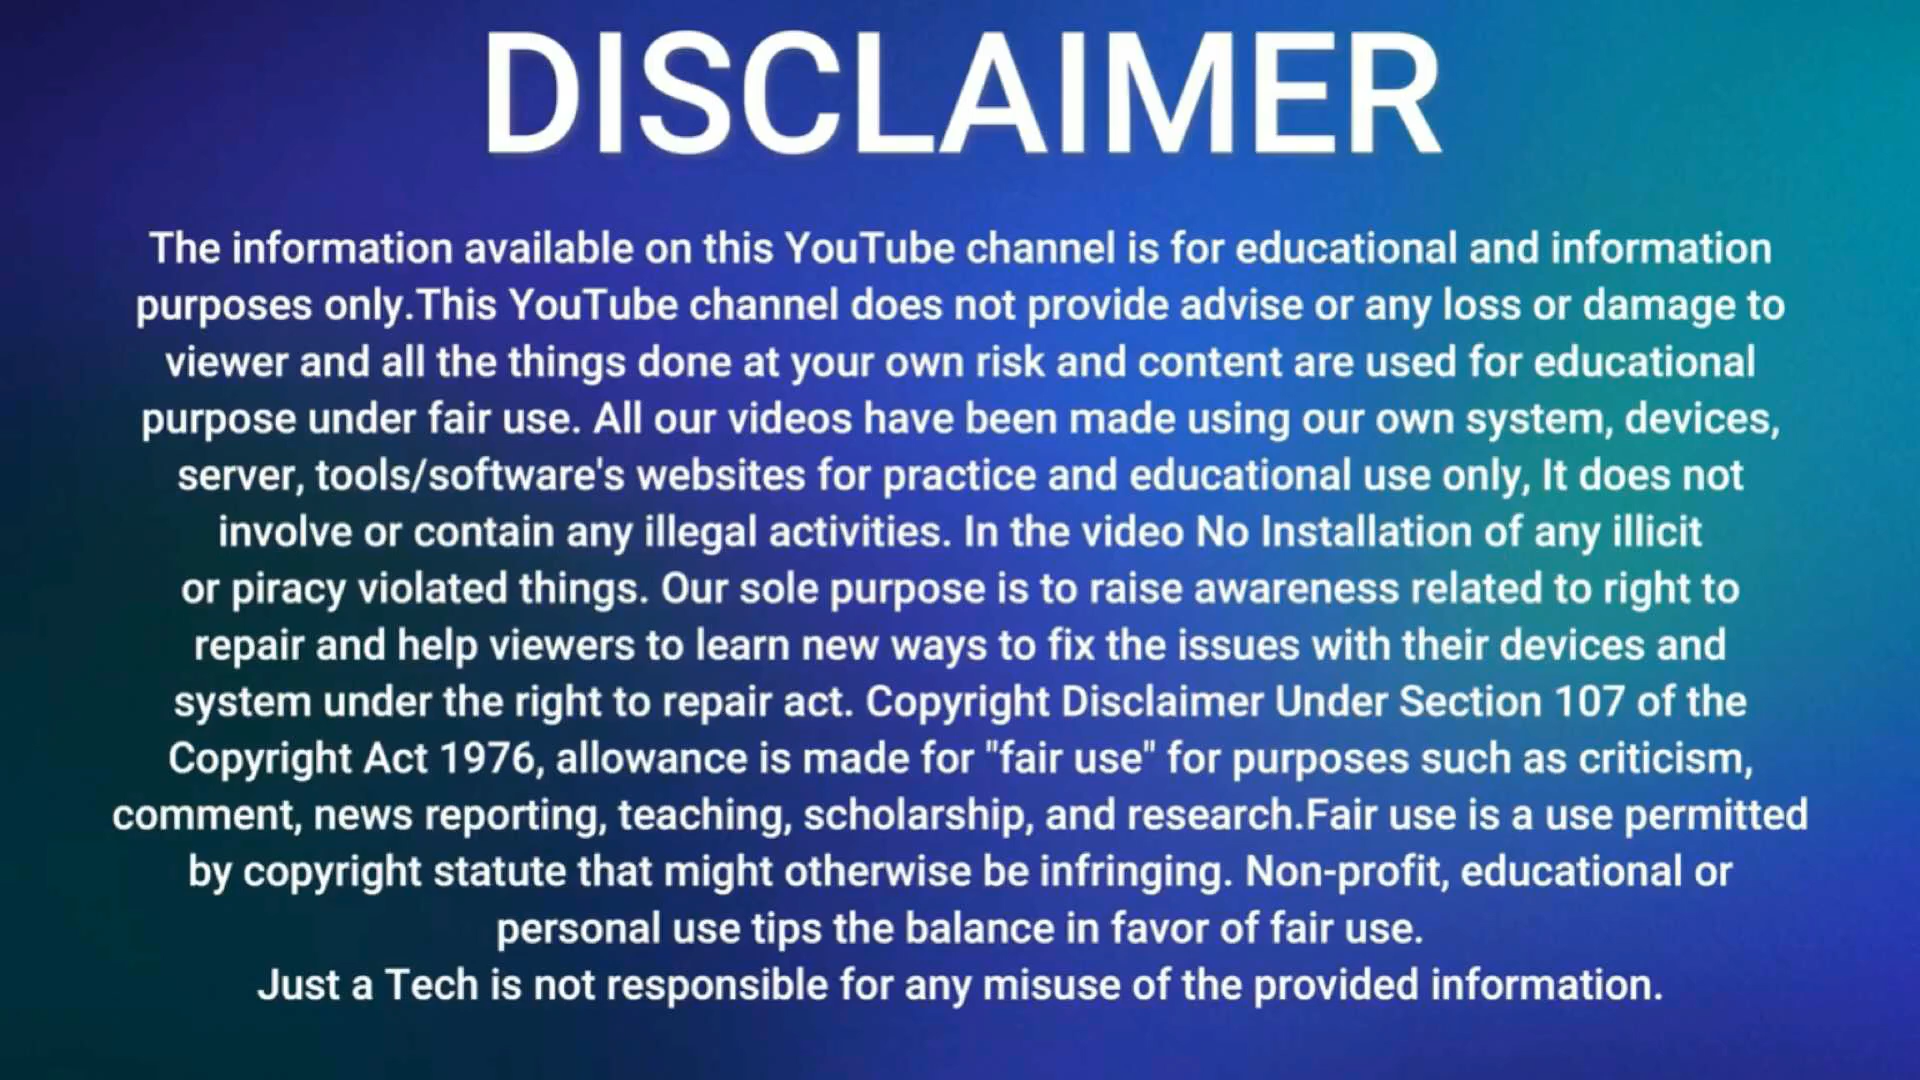 DISCLAIMER
The information available on this YouTube channel is for educational and information
purposes only.This YouTube channel does not provide advise or any loss or damage to
viewer and all the things done at your own risk and content are used for educational
purpose under fair use. All our videos have been made using our own system, devices,
server, tools/software's websites for practice and educational use only, It does not
involve or contain any illegal activities. In the video No Installation of any illicit
or piracy violated things. Our sole purpose is to raise awareness related to right to
repair and help viewers to learn new ways to fix the issues with their devices and
system under the right to repair act. Copyright Disclaimer Under Section 107 of the
Copyright Act 1976, allowance is made for "fair use" for purposes such as criticism,
comment, news reporting, teaching, scholarship, and research.Fair use is a use permitted
by copyright statute that might otherwise be infringing. Non-profit, educational or
personal use tips the balance in favor of fair use.
Just a Tech is not responsible for any misuse of the provided information.